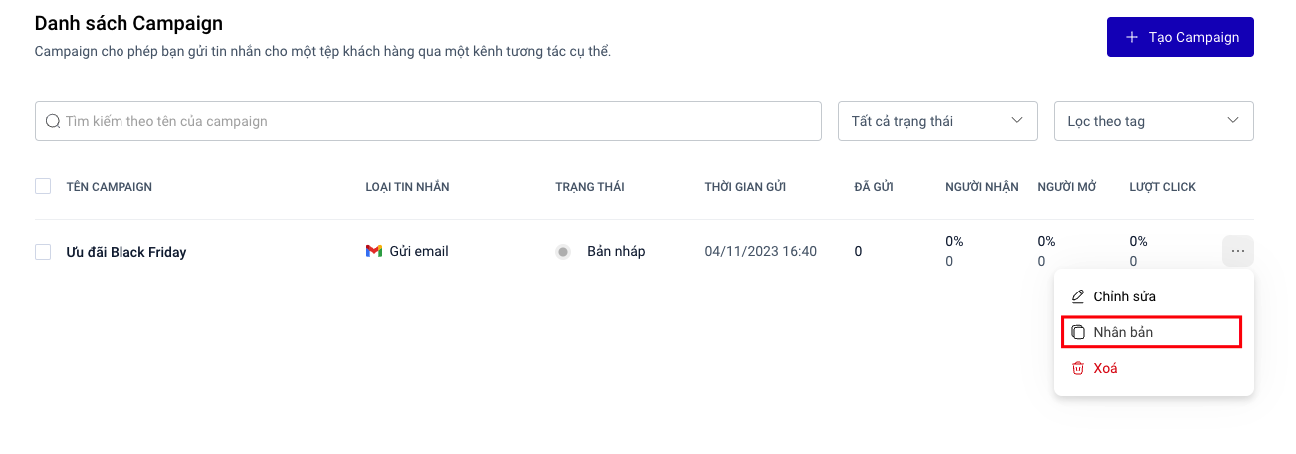 Danh sách Campaign
Campaign cho phép bạn gửi tin nhắn cho một tệp khách hàng qua một kênh tương tác cụ thể.
+ Tạo Campaign
Tìm kiếm theo tên của campaign
Tất cả trạng thái
Lọc theo tag
TÊN CAMPAIGN LOẠI TIN NHẮN TRẠNG THÁI THỜI GIAN GỬI ĐÃ GỬI NGƯỜI NHẬN NGƯỜI MỞ LƯỢT CLICK
Ưu đãi Black Friday Gửi email Bản nháp 04/11/2023 16:40 0 0% 0% 0%
0 0 0
Chỉnh sửa
Nhân bản
Xoá